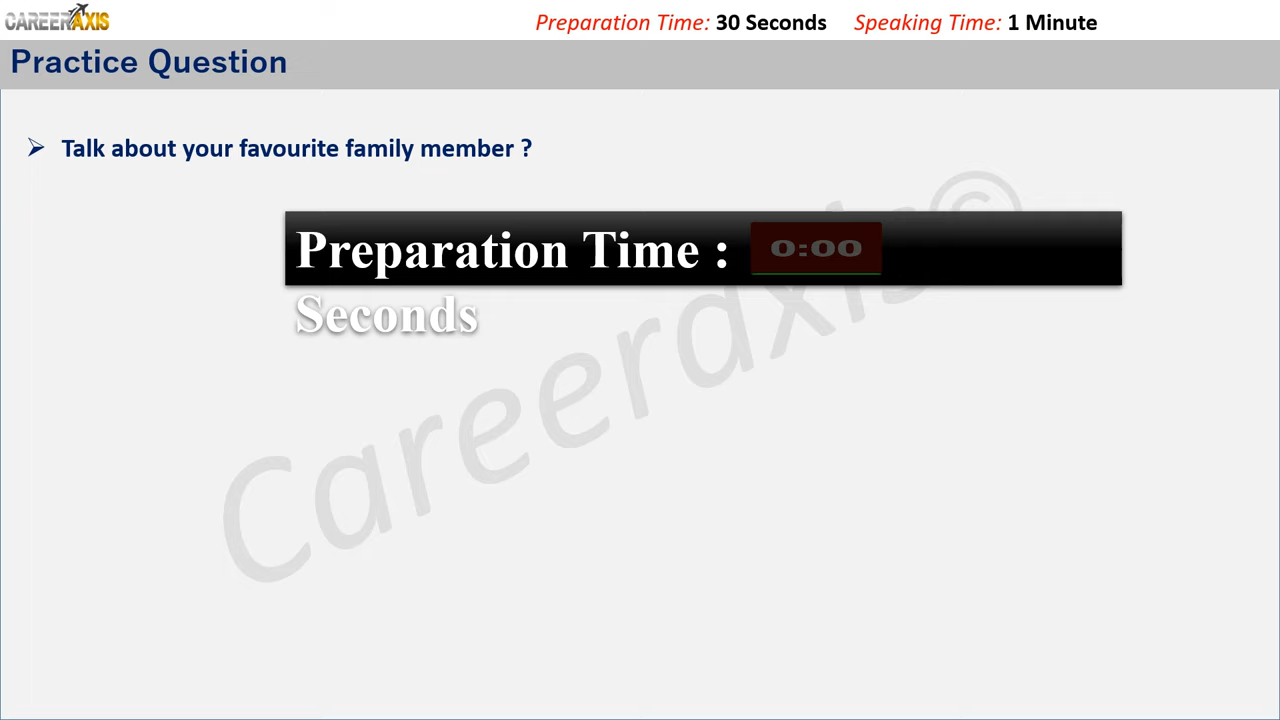 CAREERAXIS
Preparation Time: 30 Seconds Speaking Time: 1 Minute
Practice Question
➢ Talk about your favourite family member ?
Preparation Time : 0:00
Seconds
Careeraxis©